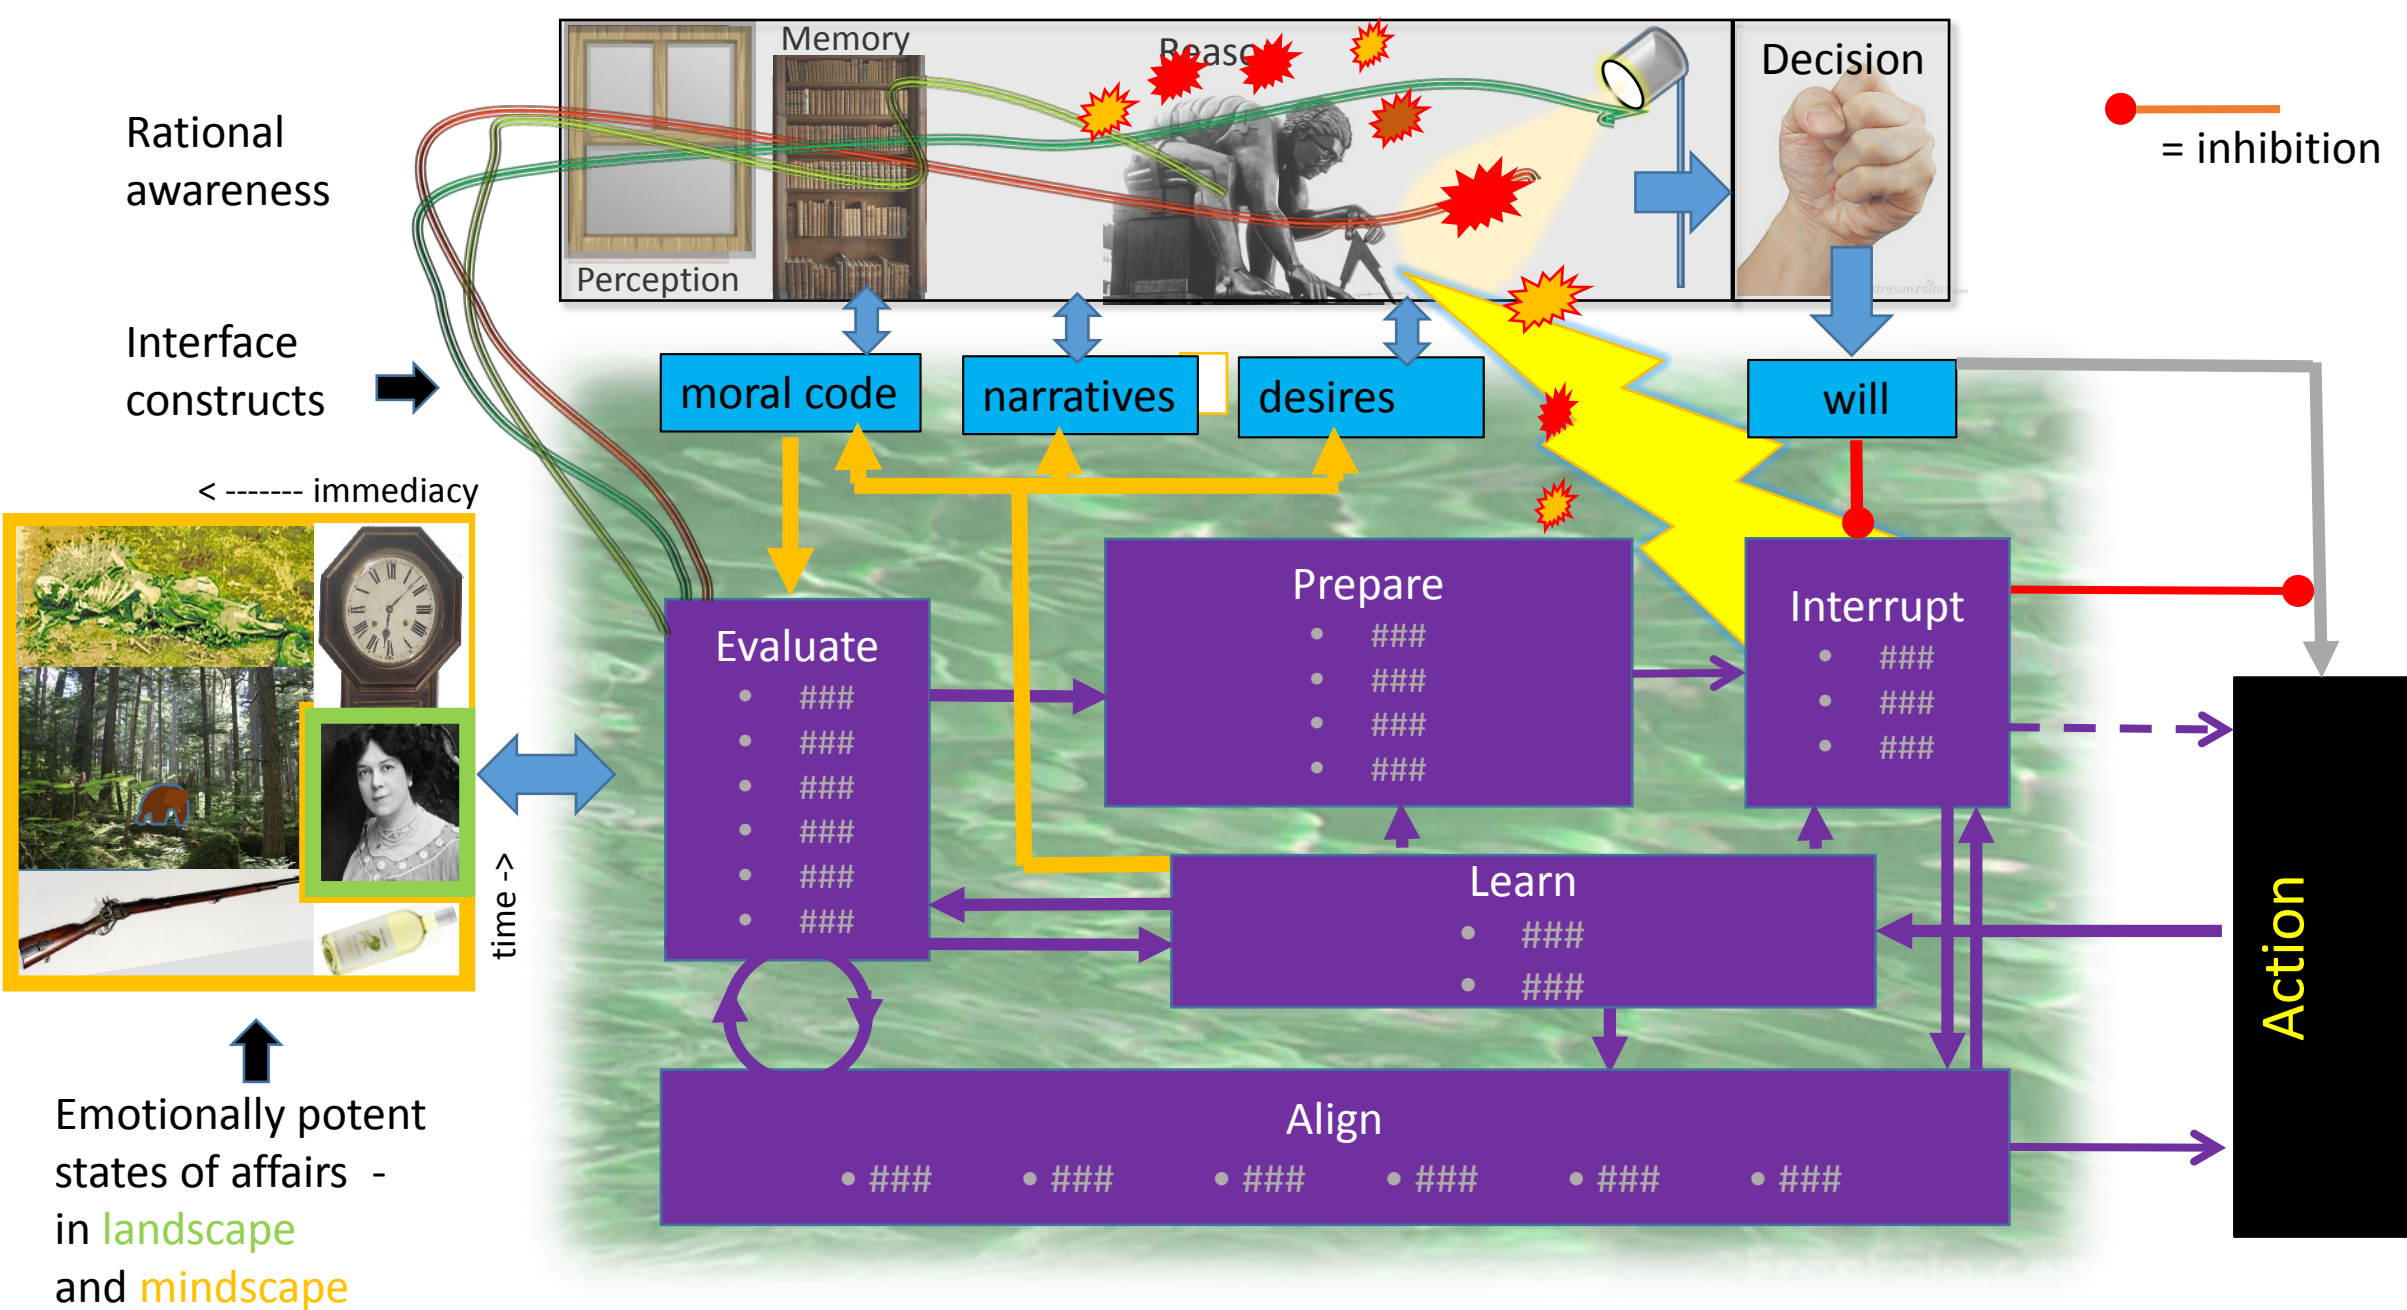 Memory
Reaso
Decision
Rational
awareness
= inhibition
Perception
Interface
constructs
moral code
narratives
desires
will
< ------- immediacy
Prepare
• ###
• ###
• ###
• ###
Interrupt
• ###
• ###
• ###
Evaluate
• ###
• ###
• ###
• ###
• ###
• ###
time ->
Learn
• ###
• ###
Action
Align
• ### • ### • ### • ### • ### • ###
Emotionally potent
states of affairs -
in landscape
and mindscape